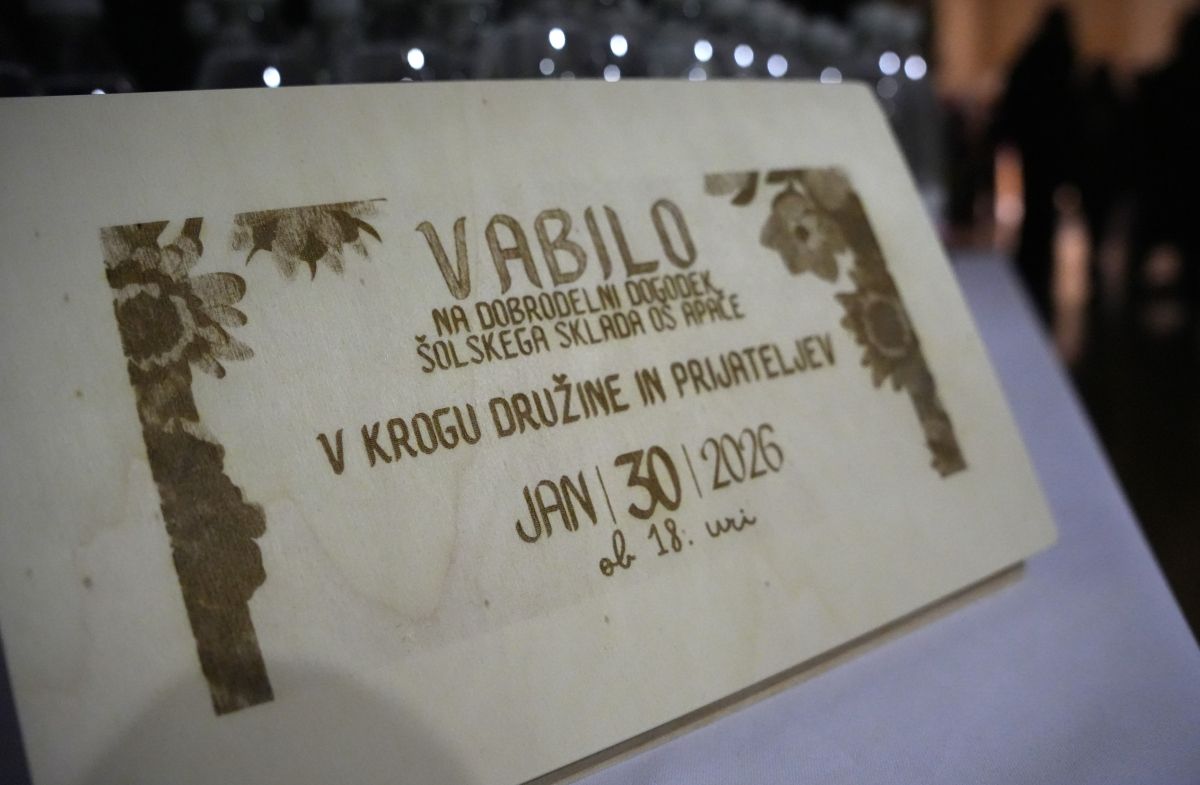 VABILO
NA DOBRODELNI DOGODEK
ŠOLSKEGA SKLADA OŠ APAČE
V KROGU DRUŽINE IN PRIJATELJEV
JAN | 30 | 2026
ob 18. uri